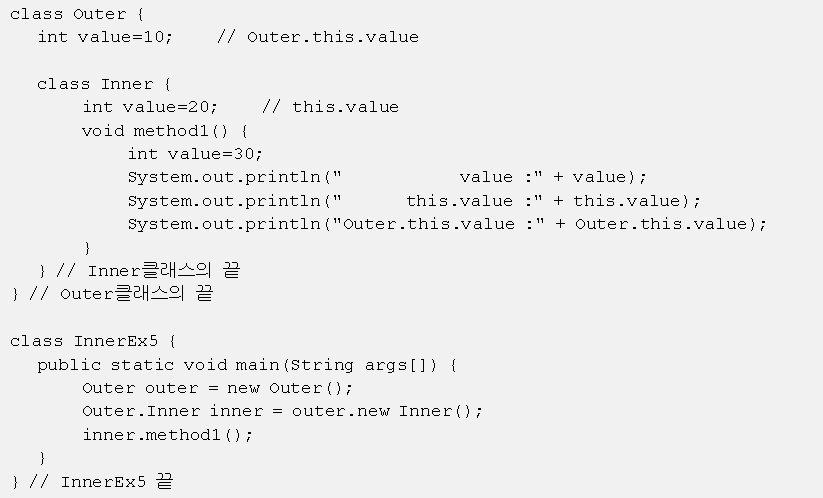 class Outer {
int value=10;    // Outer.this.value
class Inner {
int value=20;    // this.value
void method1() {
int value=30;
System.out.println("            value :" + value);
System.out.println("       this.value :" + this.value);
System.out.println("Outer.this.value :" + Outer.this.value);
}
} // Inner클래스의 끝
} // Outer클래스의 끝
class InnerEx5 {
public static void main(String args[]) {
Outer outer = new Outer();
Outer.Inner inner = outer.new Inner();
inner.method1();
}
} // InnerEx5 끝